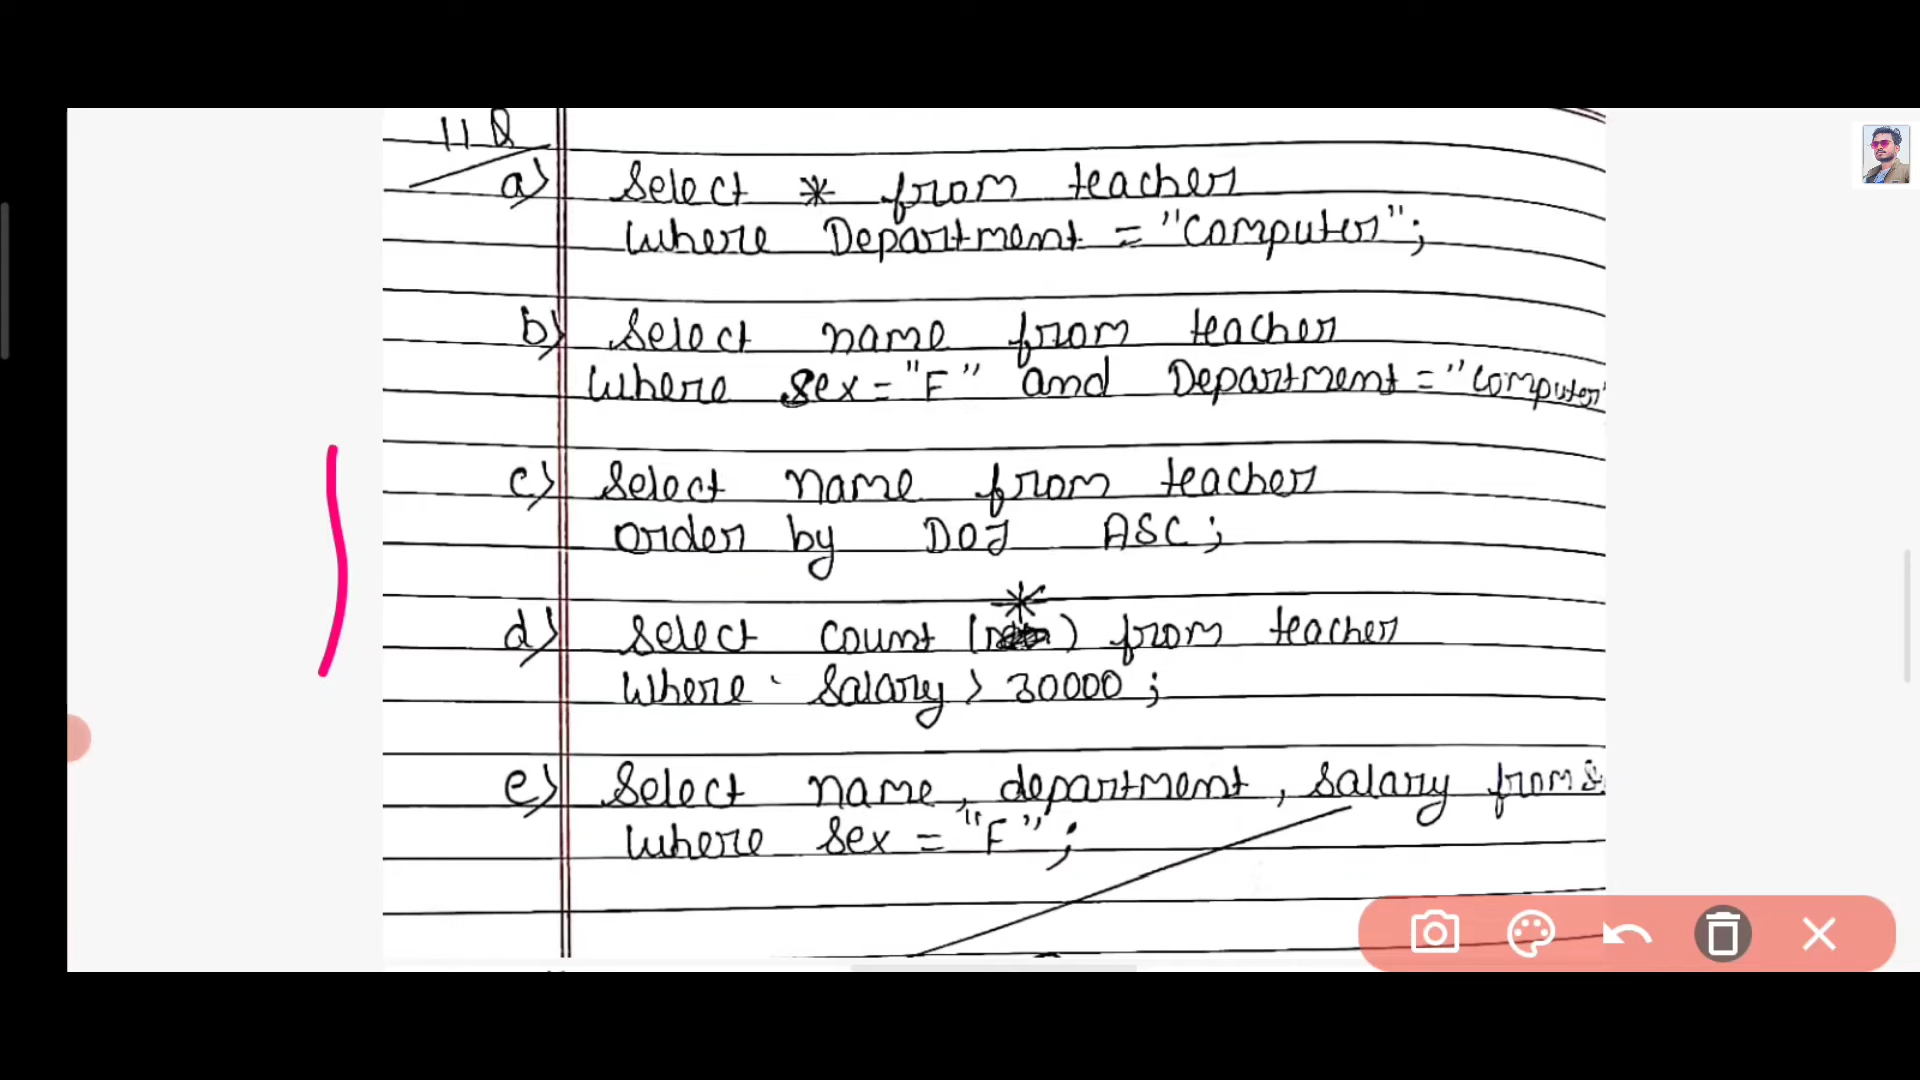 11 Q
a) Select * from teacher
Where Department = "Computer";
b) Select name from teacher
Where Sex = "F" and Department = "Computer"
c) Select name from teacher
order by DOJ ASC;
d) Select count (*) from teacher
Where Salary > 30000;
e) Select name, department, Salary from
Where Sex = "F";